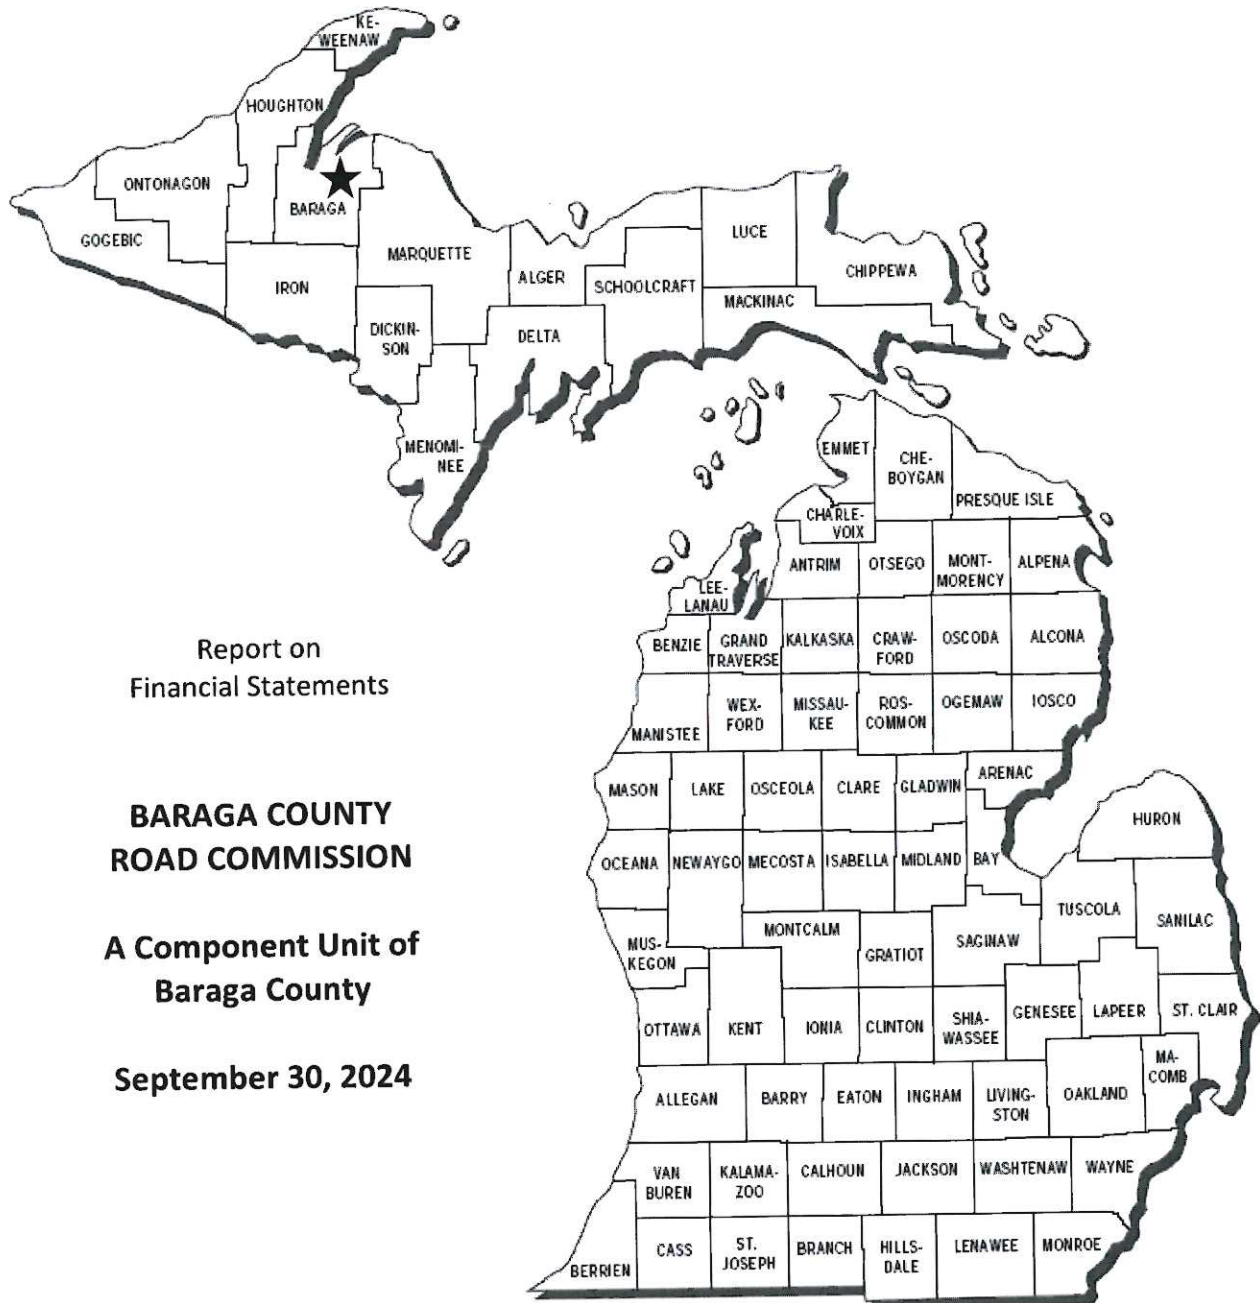 KE-
WEENAW
HOUGHTON
ONTONAGON
BARAGA
GOGEBIC
MARQUETTE
LUCE
ALGER
CHIPPEWA
IRON
SCHOOLCRAFT
MACKINAC
DICKIN-
SON
DELTA
MENOMI-
NEE
EMMET
CHE-
BOYGAN
PRESQUE ISLE
CHARLE-
VOIX
ANTRIM
OTSEGO
MONT-
MORENCY
ALPENA
LEE-
LANAU
BENZIE
GRAND
TRAVERSE
KALKASKA
CRAW-
FORD
OSCODA
ALCONA
MANISTEE
WEX-
FORD
MISSAU-
KEE
ROS-
COMMON
OGEMAW
IOSCO
MASON
LAKE
OSCEOLA
CLARE
GLADWIN
ARENAC
HURON
OCEANA
NEWAYGO
MECOSTA
ISABELLA
MIDLAND
BAY
TUSCOLA
SANILAC
MUS-
KEGON
MONTCALM
GRATIOT
SAGINAW
OTTAWA
KENT
IONIA
CLINTON
SHIA-
WASSEE
GENESEE
LAPEER
ST. CLAIR
ALLEGAN
BARRY
EATON
INGHAM
LIVING-
STON
OAKLAND
MA-
COMB
VAN
BUREN
KALAMA-
ZOO
CALHOUN
JACKSON
WASHTENAW
WAYNE
BERRIEN
CASS
ST.
JOSEPH
BRANCH
HILLS-
DALE
LENAWEE
MONROE
Report on
Financial Statements
BARAGA COUNTY
ROAD COMMISSION
A Component Unit of
Baraga County
September 30, 2024